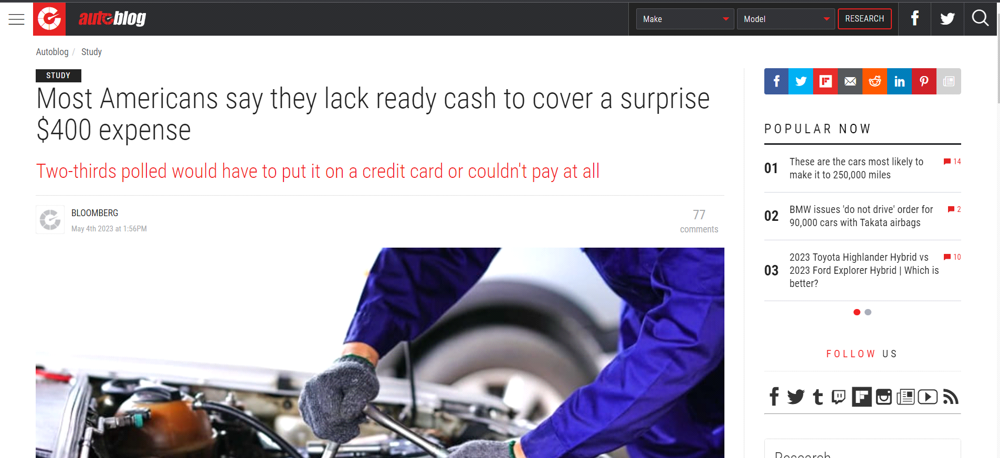 autoblog
Make
Model
RESEARCH
Autoblog / Study
STUDY
Most Americans say they lack ready cash to cover a surprise
$400 expense
Two-thirds polled would have to put it on a credit card or couldn't pay at all
BLOOMBERG
May 4th 2023 at 1:56PM
77
comments
POPULAR NOW
01
These are the cars most likely to
make it to 250,000 miles
14
02
BMW issues 'do not drive' order for
90,000 cars with Takata airbags
2
03
2023 Toyota Highlander Hybrid vs
2023 Ford Explorer Hybrid | Which is
better?
10
FOLLOW US
Research